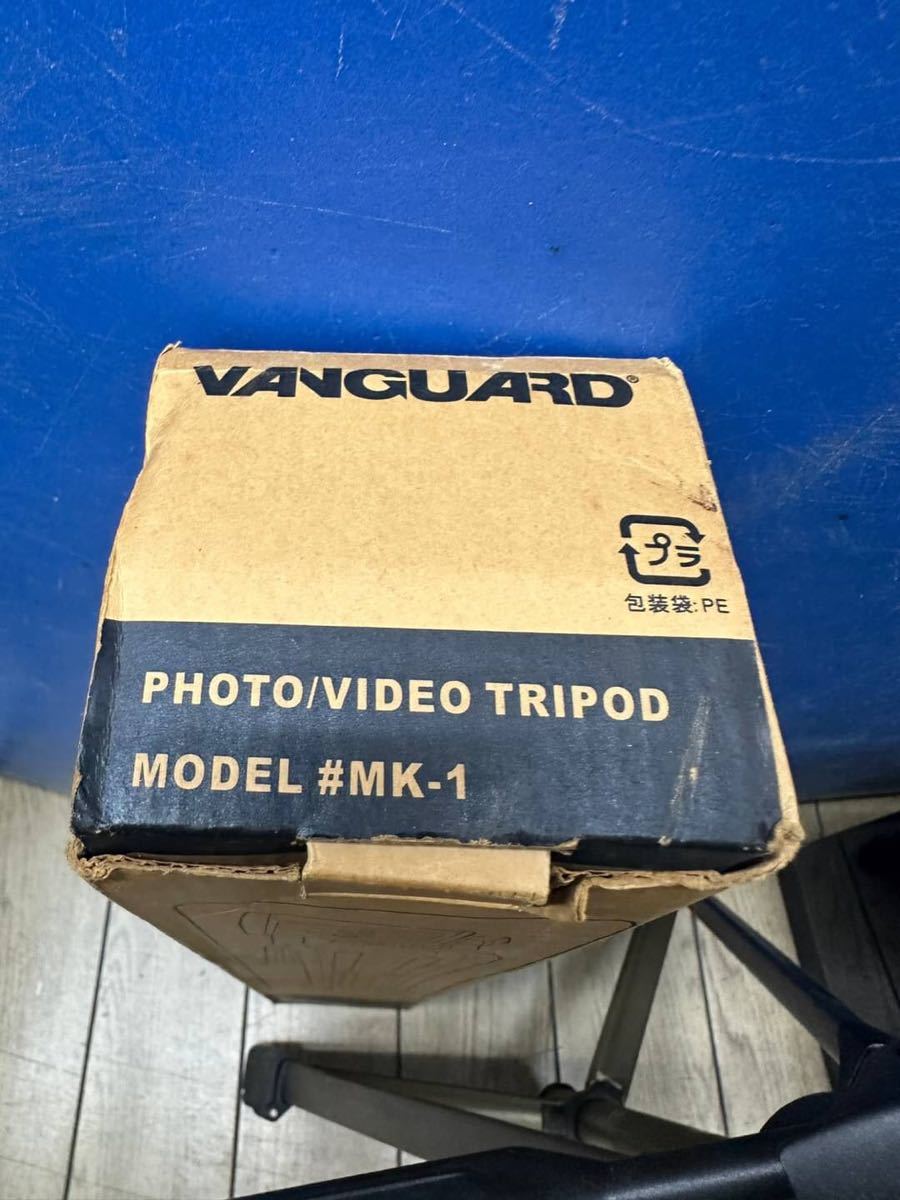 VANGUARD®
プラ
包装袋:PE
PHOTO/VIDEO TRIPOD
MODEL #MK-1